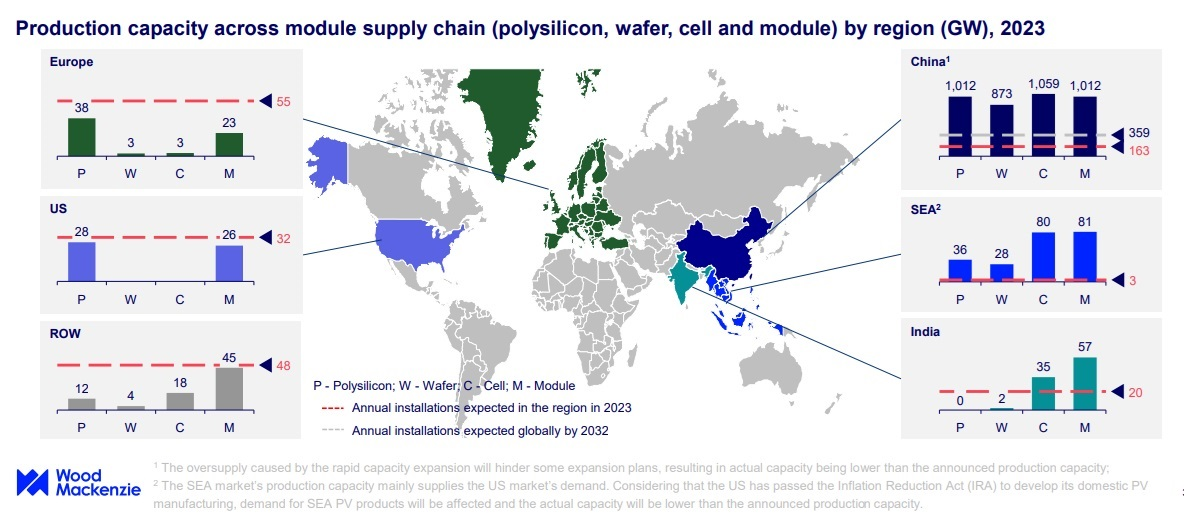 Production capacity across module supply chain (polysilicon, wafer, cell and module) by region (GW), 2023
Europe
55
38
3
3
23
P W C M
US
32
28
26
P W C M
ROW
48
12
4
18
45
P W C M
China¹
1,012
873
1,059
1,012
359
163
P W C M
SEA²
36
28
80
81
3
P W C M
India
0
2
35
57
20
P W C M
P - Polysilicon; W - Wafer; C - Cell; M - Module
Annual installations expected in the region in 2023
Annual installations expected globally by 2032
Wood
Mackenzie
¹ The oversupply caused by the rapid capacity expansion will hinder some expansion plans, resulting in actual capacity being lower than the announced production capacity;
² The SEA market's production capacity mainly supplies the US market's demand. Considering that the US has passed the Inflation Reduction Act (IRA) to develop its domestic PV
manufacturing, demand for SEA PV products will be affected and the actual capacity will be lower than the announced production capacity.